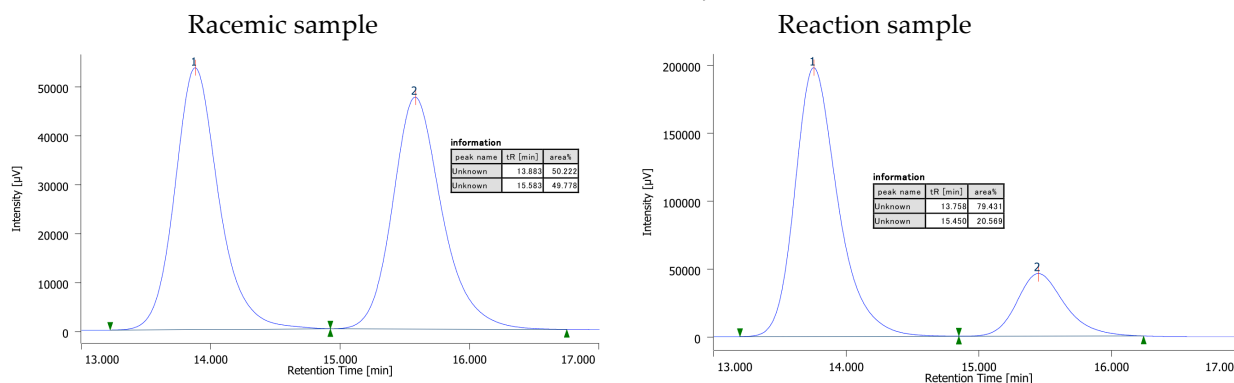 Racemic sample
50000
40000
30000
20000
10000
0
Intensity [µV]
1
2
information
peak name tR [min] area%
Unknown 13.883 50.222
Unknown 15.583 49.778
13.000 14.000 15.000 16.000 17.000
Retention Time [min]
Reaction sample
200000
150000
100000
50000
0
Intensity [µV]
1
2
information
peak name tR [min] area%
Unknown 13.758 79.431
Unknown 15.450 20.569
13.000 14.000 15.000 16.000 17.000
Retention Time [min]